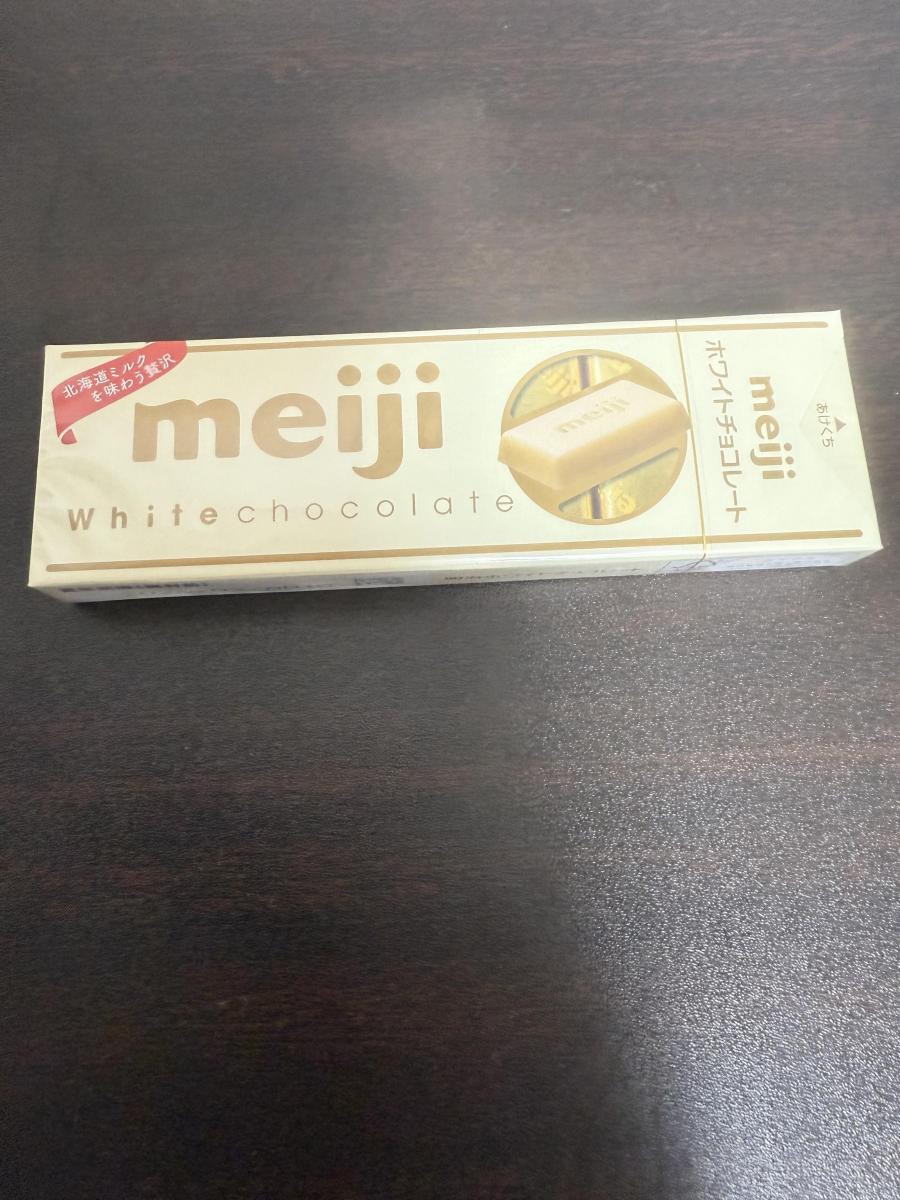 北海道ミルク
を味わう贅沢
meiji
White chocolate
meiji
meiji
ホワイトチョコレート
あけくち